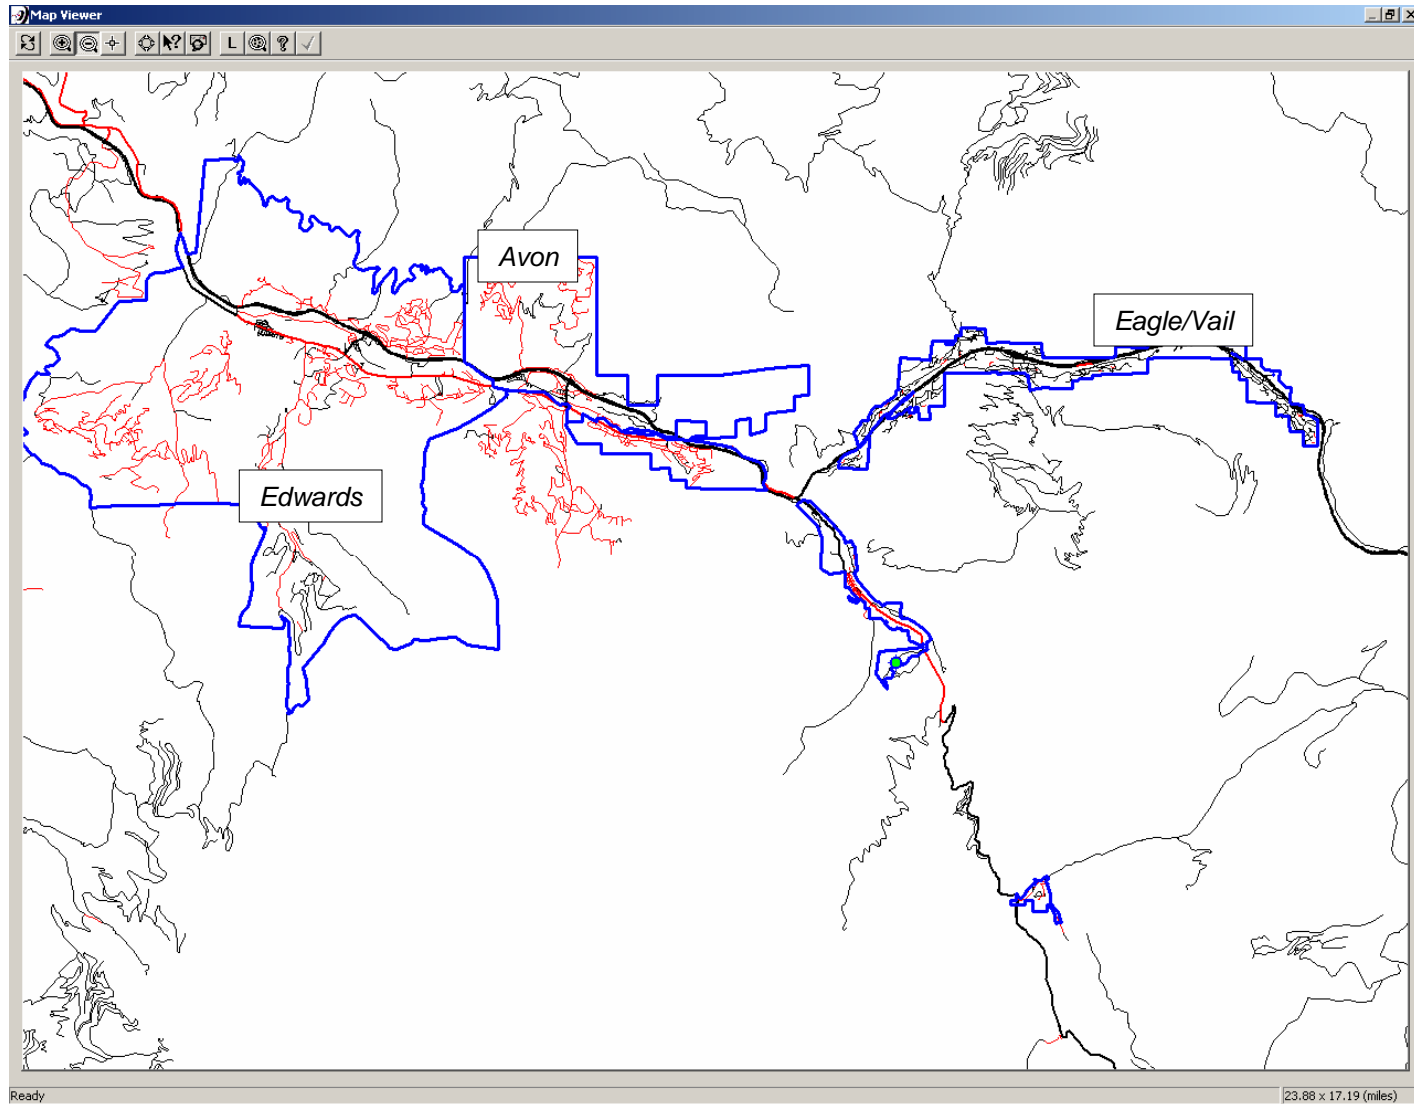 Map Viewer
L
Avon
Eagle/Vail
Edwards
Ready
23.88 x 17.19 (miles)